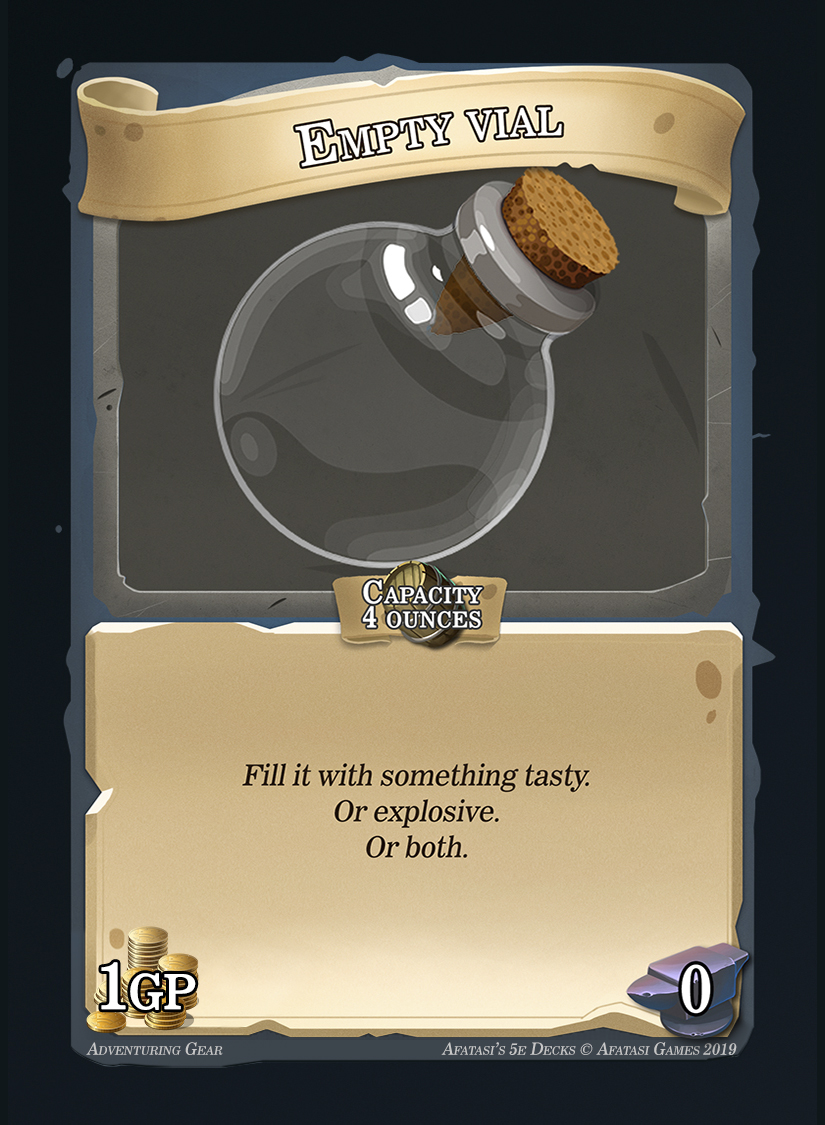 Empty vial
Capacity
4 ounces
Fill it with something tasty.
Or explosive.
Or both.
1GP
0
Adventuring Gear
Afatasi's 5e Decks © Afatasi Games 2019